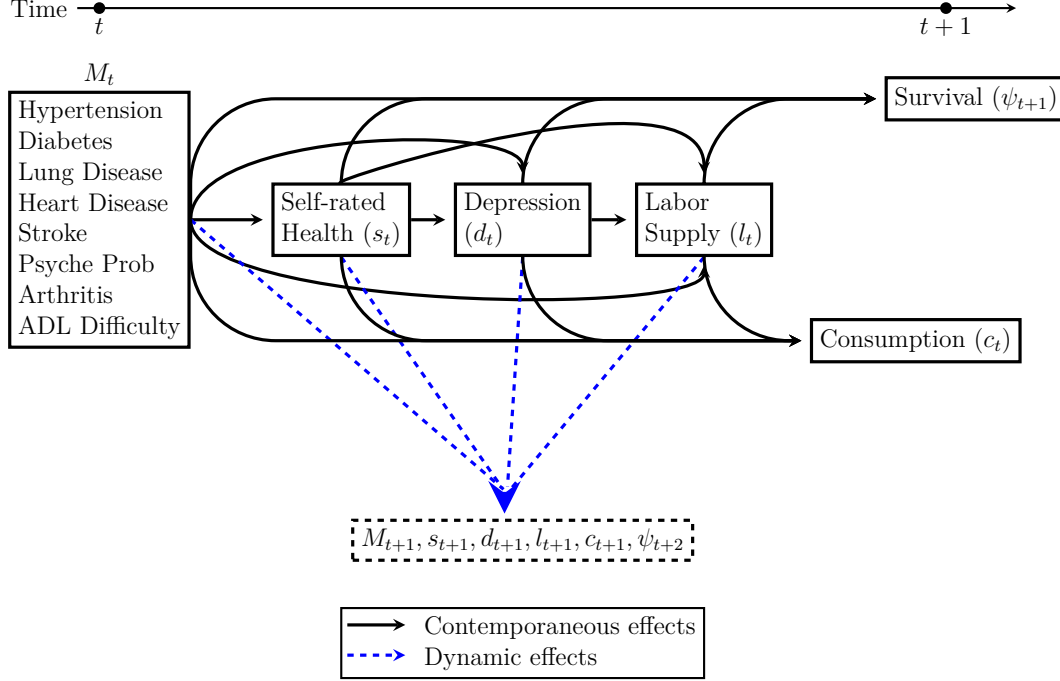 Time
t
t + 1
M_t
Hypertension
Diabetes
Lung Disease
Heart Disease
Stroke
Psyche Prob
Arthritis
ADL Difficulty
Self-rated
Health (s_t)
Depression
(d_t)
Labor
Supply (l_t)
Survival (ψ_{t+1})
Consumption (c_t)
M_{t+1}, s_{t+1}, d_{t+1}, l_{t+1}, c_{t+1}, ψ_{t+2}
Contemporaneous effects
Dynamic effects